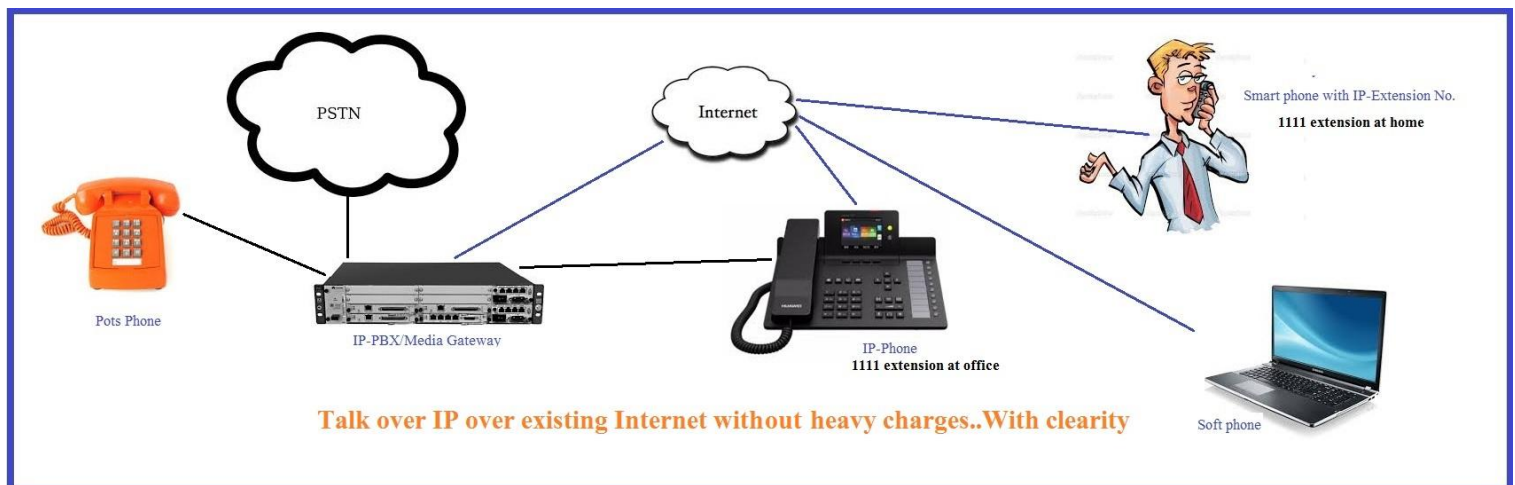 PSTN
Internet
Smart phone with IP-Extension No.
1111 extension at home
Pots Phone
IP-PBX/Media Gateway
HUAWEI
IP-Phone
1111 extension at office
Talk over IP over existing Internet without heavy charges..With clearity
Soft phone